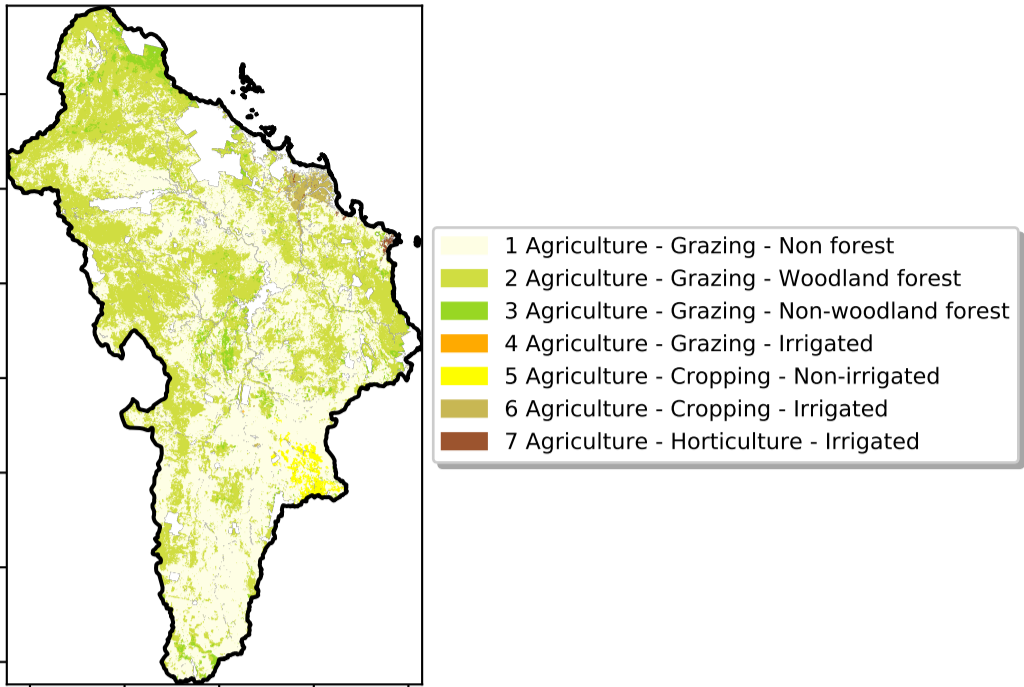 1 Agriculture - Grazing - Non forest
2 Agriculture - Grazing - Woodland forest
3 Agriculture - Grazing - Non-woodland forest
4 Agriculture - Grazing - Irrigated
5 Agriculture - Cropping - Non-irrigated
6 Agriculture - Cropping - Irrigated
7 Agriculture - Horticulture - Irrigated